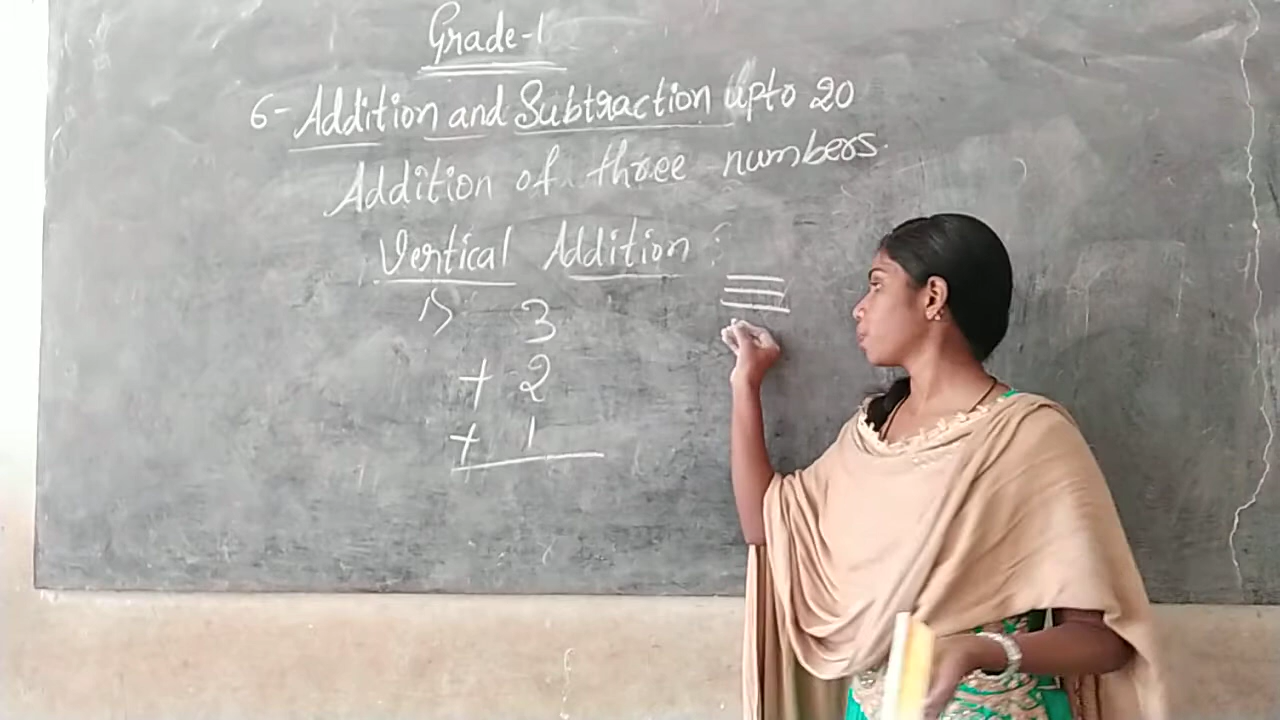 Grade-1
6-Addition and Subtraction upto 20
Addition of three numbers.
Vertical Addition :
1) 3
+ 2
+ 1